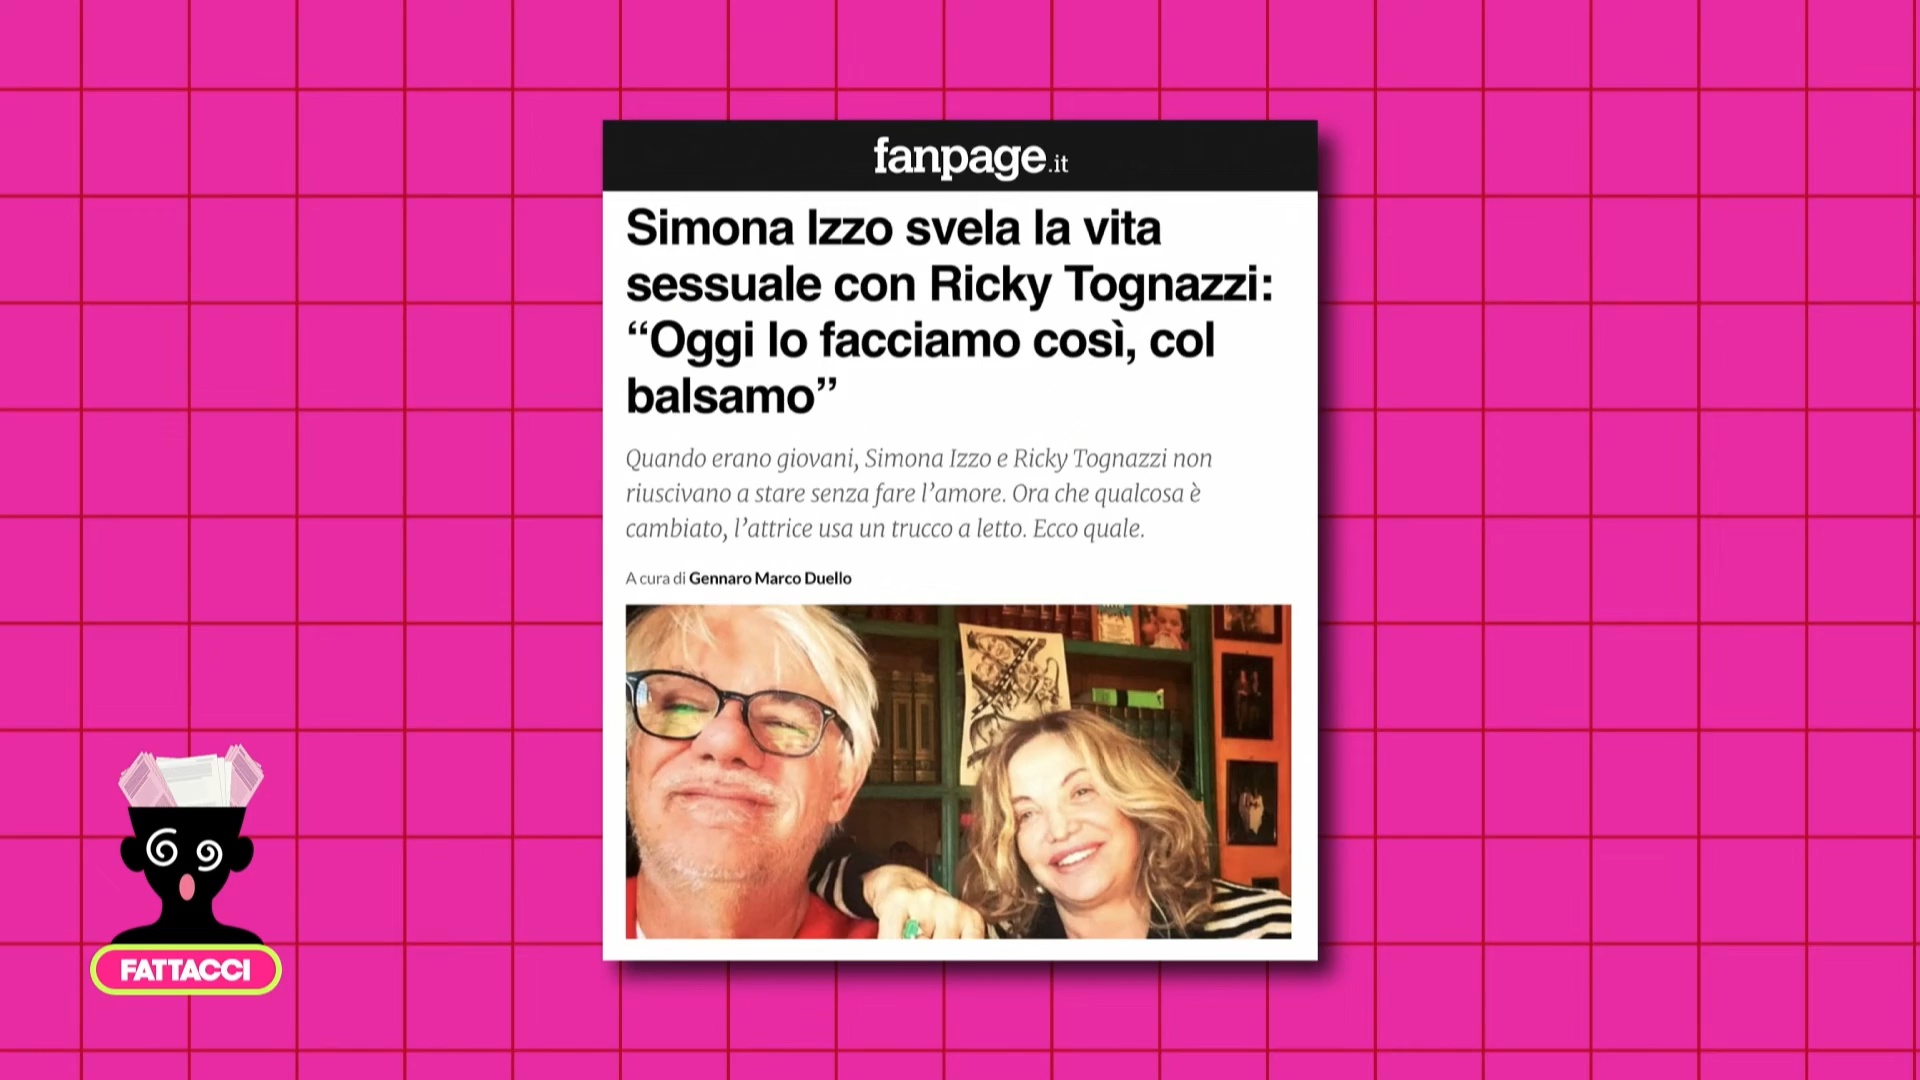 fanpage.it
Simona Izzo svela la vita
sessuale con Ricky Tognazzi:
“Oggi lo facciamo così, col
balsamo”
Quando erano giovani, Simona Izzo e Ricky Tognazzi non
riuscivano a stare senza fare l’amore. Ora che qualcosa è
cambiato, l’attrice usa un trucco a letto. Ecco quale.
A cura di Gennaro Marco Duello
FATTACCI